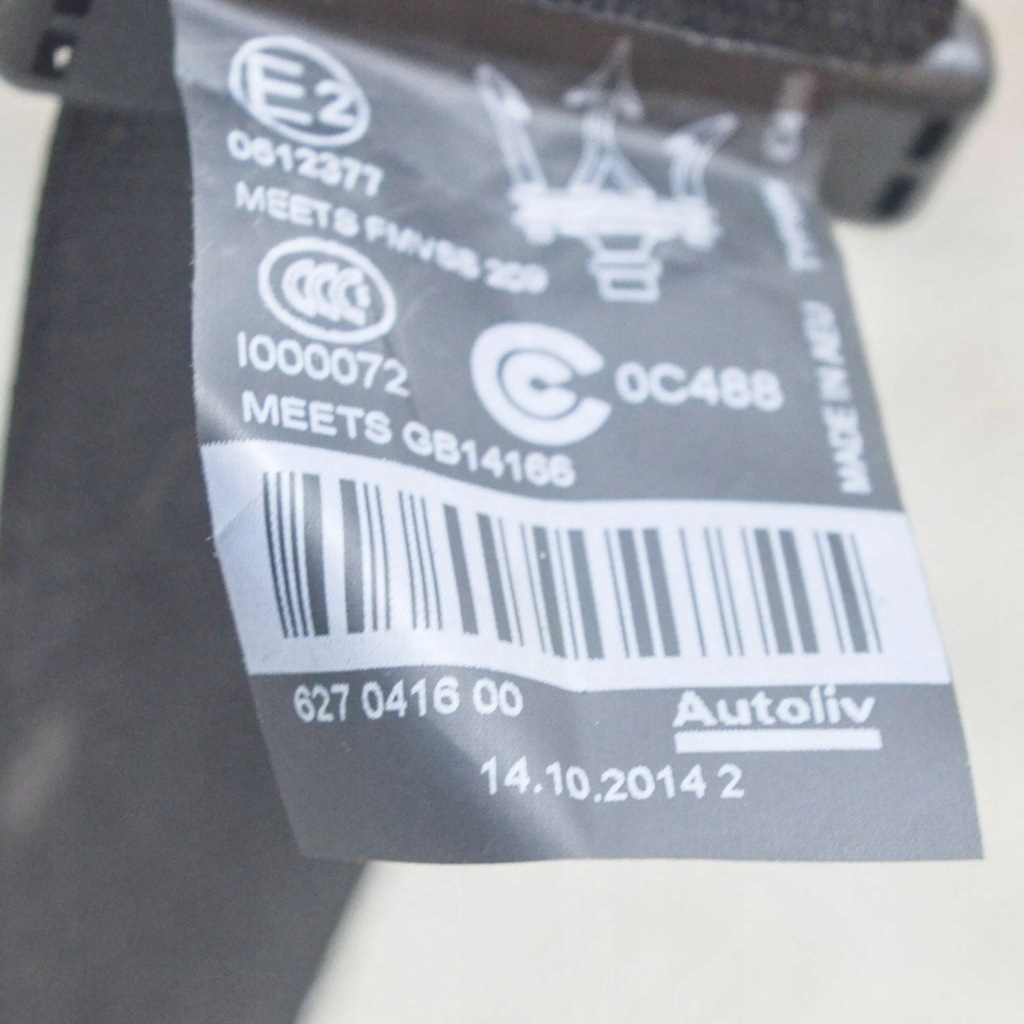 E2
0612377
MEETS FMVSS 209
CCC S
I000072
MEETS GB14166
0C488
MADE IN AEU
627 0416 00
Autoliv
14.10.2014 2